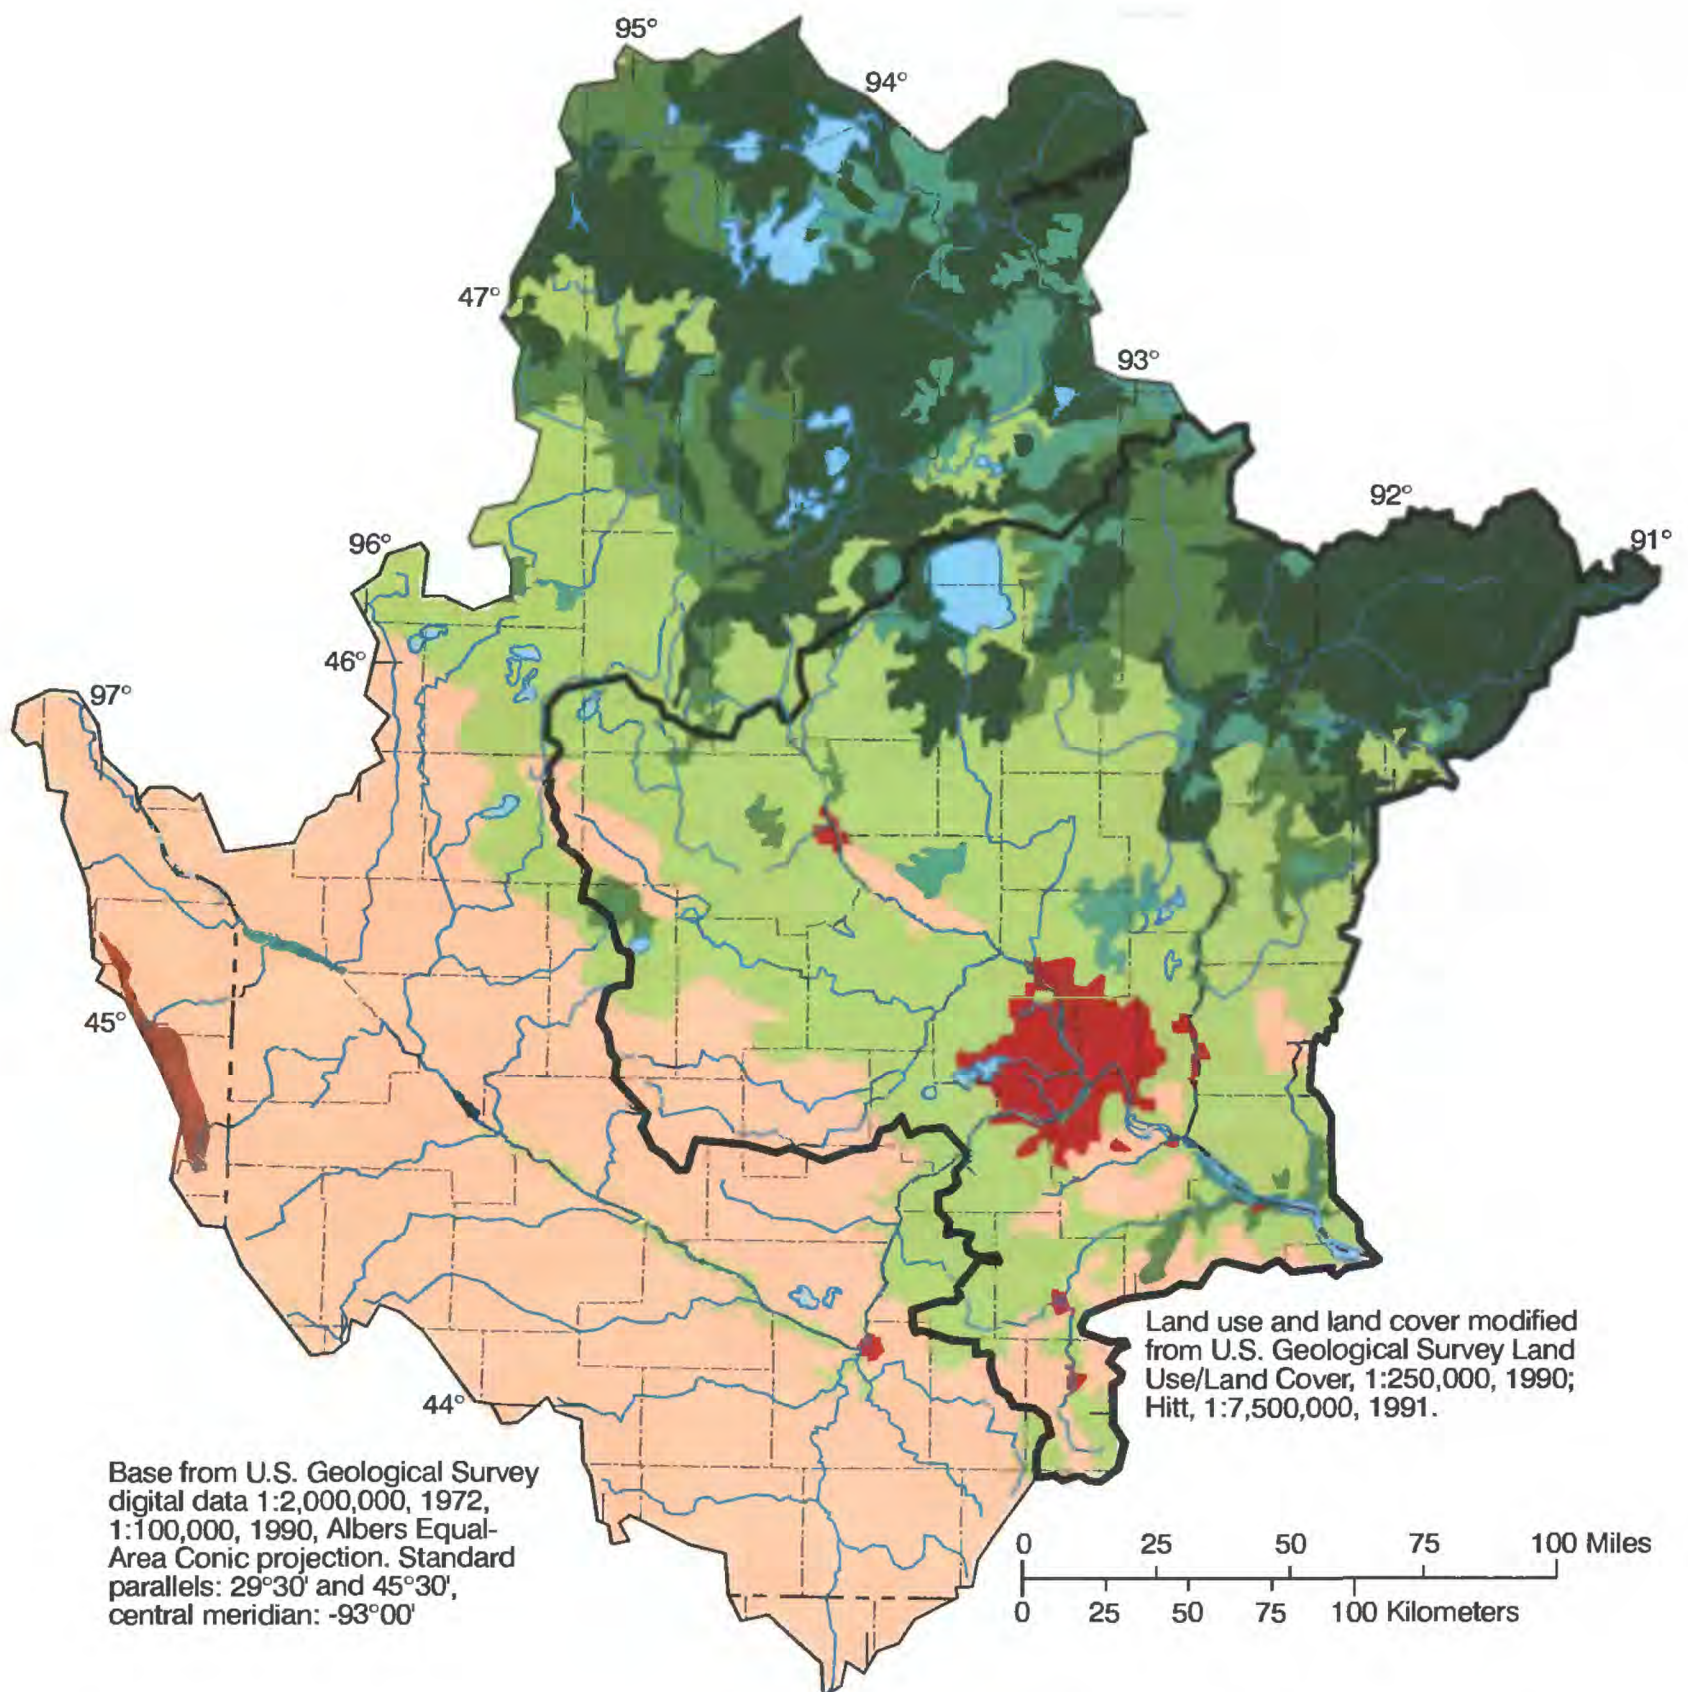 95°
94°
47°
93°
92°
91°
96°
46°
97°
45°
44°
Land use and land cover modified
from U.S. Geological Survey Land
Use/Land Cover, 1:250,000, 1990;
Hitt, 1:7,500,000, 1991.
Base from U.S. Geological Survey
digital data 1:2,000,000, 1972,
1:100,000, 1990, Albers Equal-
Area Conic projection. Standard
parallels: 29°30' and 45°30',
central meridian: -93°00'
0 25 50 75 100 Miles
0 25 50 75 100 Kilometers